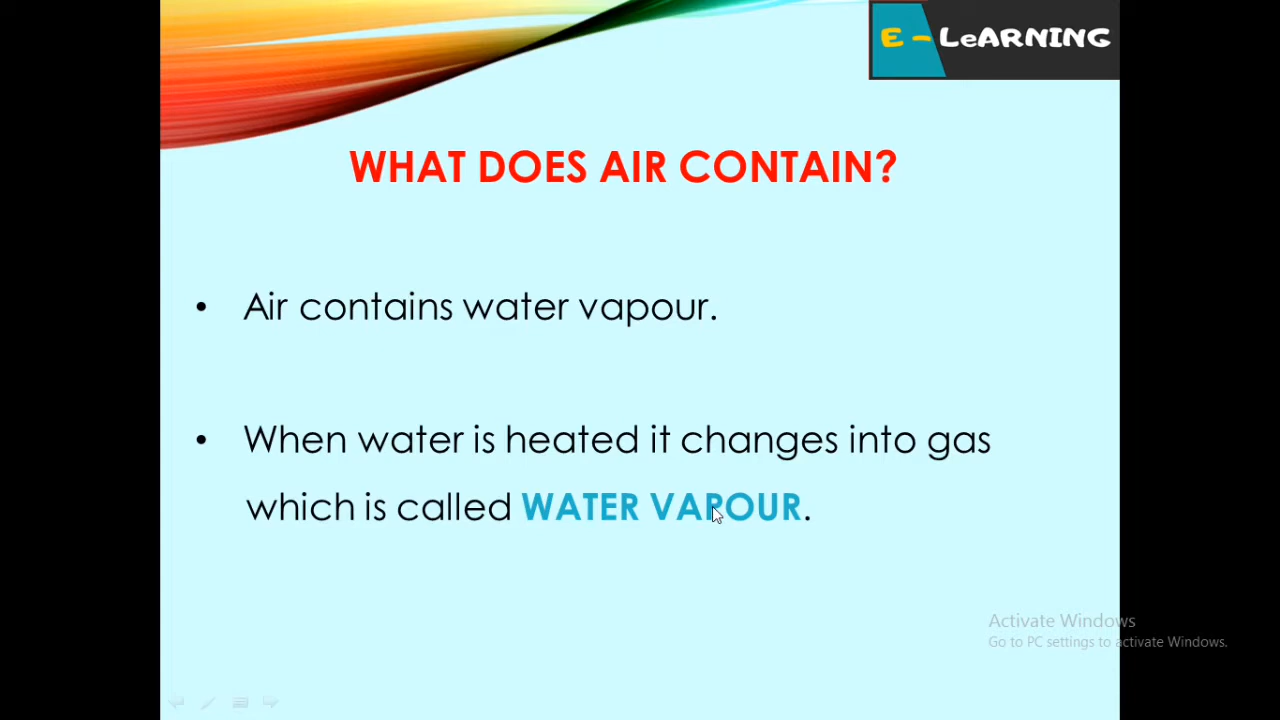 E - LeARNING
WHAT DOES AIR CONTAIN?
• Air contains water vapour.
• When water is heated it changes into gas
which is called WATER VAPOUR.
Activate Windows
Go to PC settings to activate Windows.